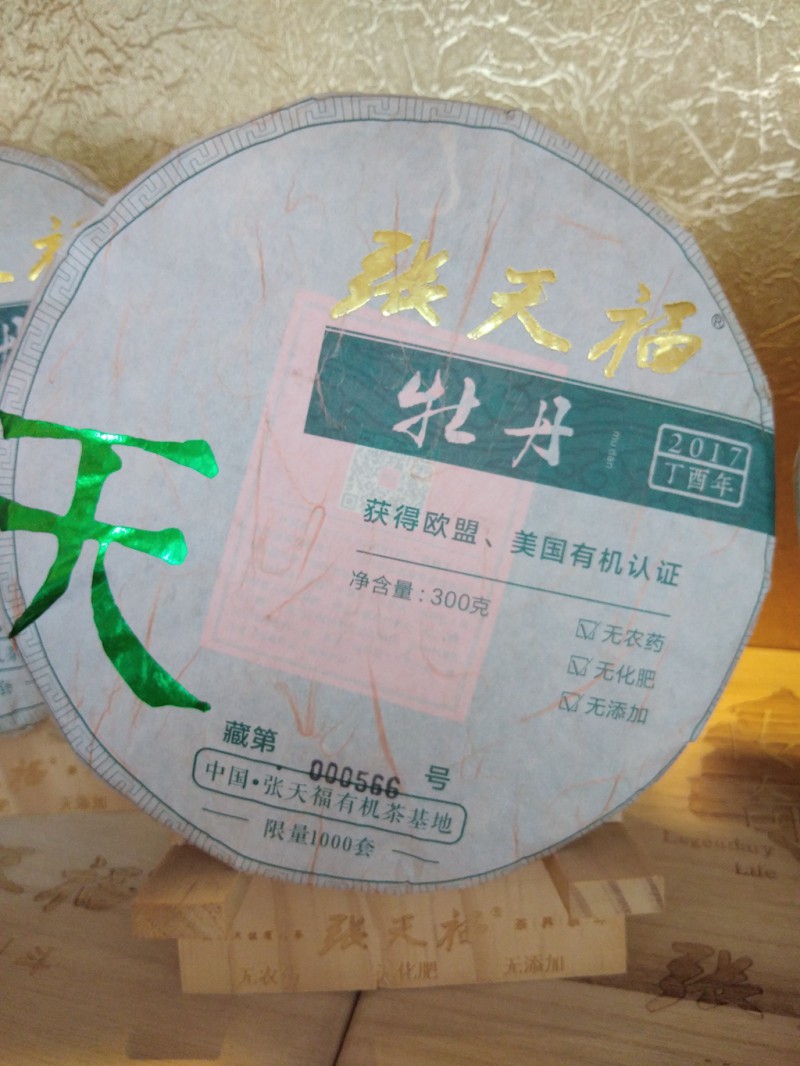 张天福®
牡丹
mu dan
2017
丁酉年
天
获得欧盟、美国有机认证
净含量：300克
☑无农药
☑无化肥
☑无添加
藏第 000566 号
中国·张天福有机茶基地
限量1000套
张天福
无化肥
无添加
Legendary
Life
张
无添加